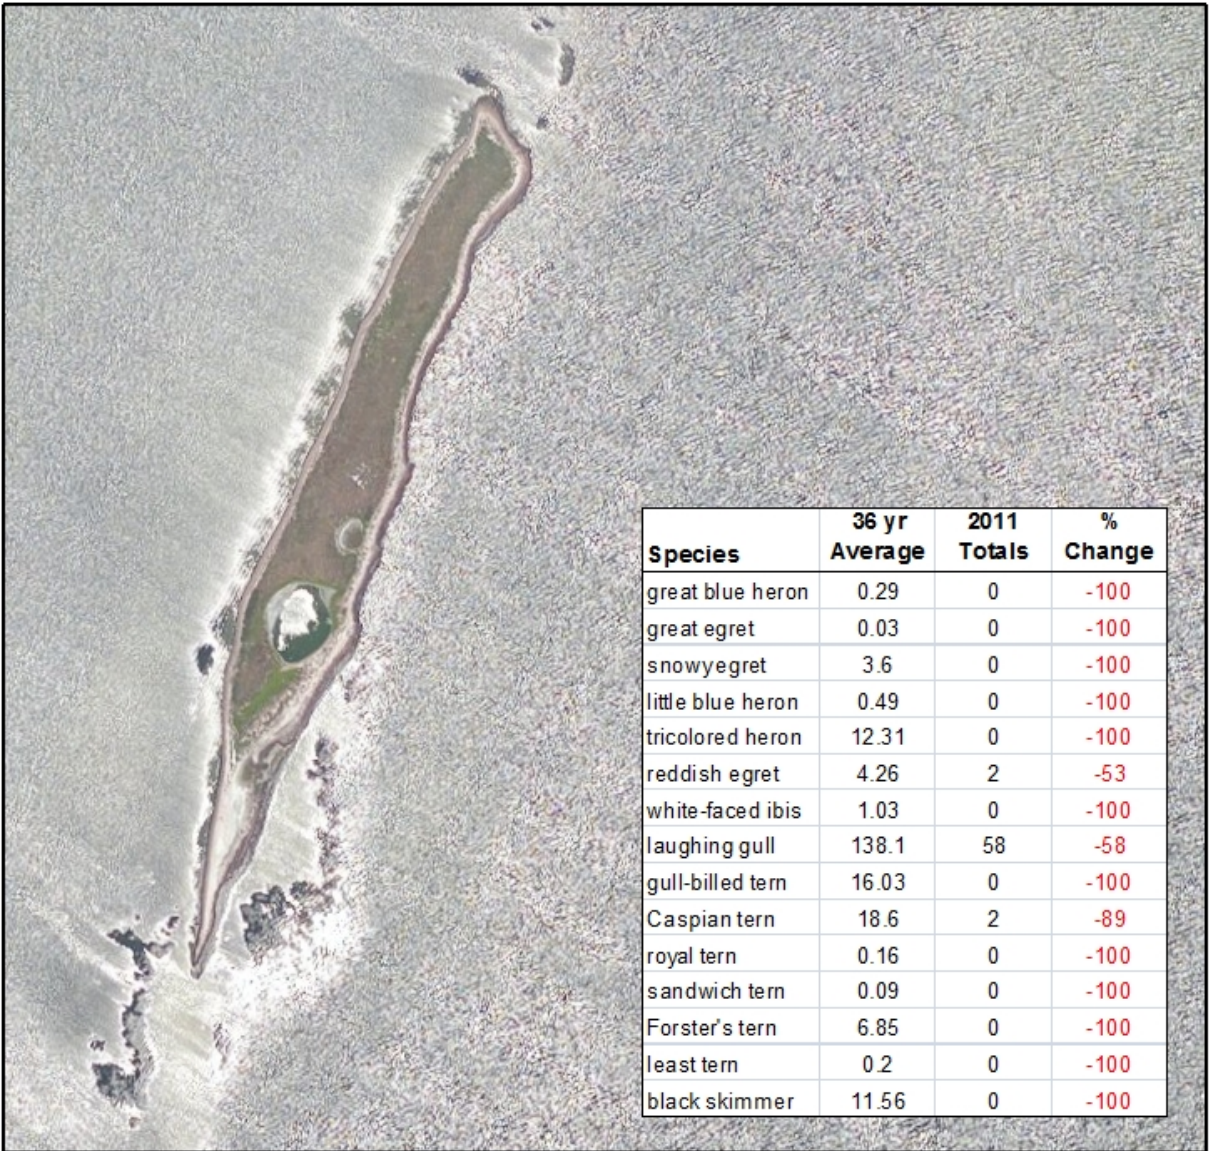 Species 36 yr Average 2011 Totals % Change
great blue heron 0.29 0 -100
great egret 0.03 0 -100
snowy egret 3.6 0 -100
little blue heron 0.49 0 -100
tricolored heron 12.31 0 -100
reddish egret 4.26 2 -53
white-faced ibis 1.03 0 -100
laughing gull 138.1 58 -58
gull-billed tern 16.03 0 -100
Caspian tern 18.6 2 -89
royal tern 0.16 0 -100
sandwich tern 0.09 0 -100
Forster's tern 6.85 0 -100
least tern 0.2 0 -100
black skimmer 11.56 0 -100